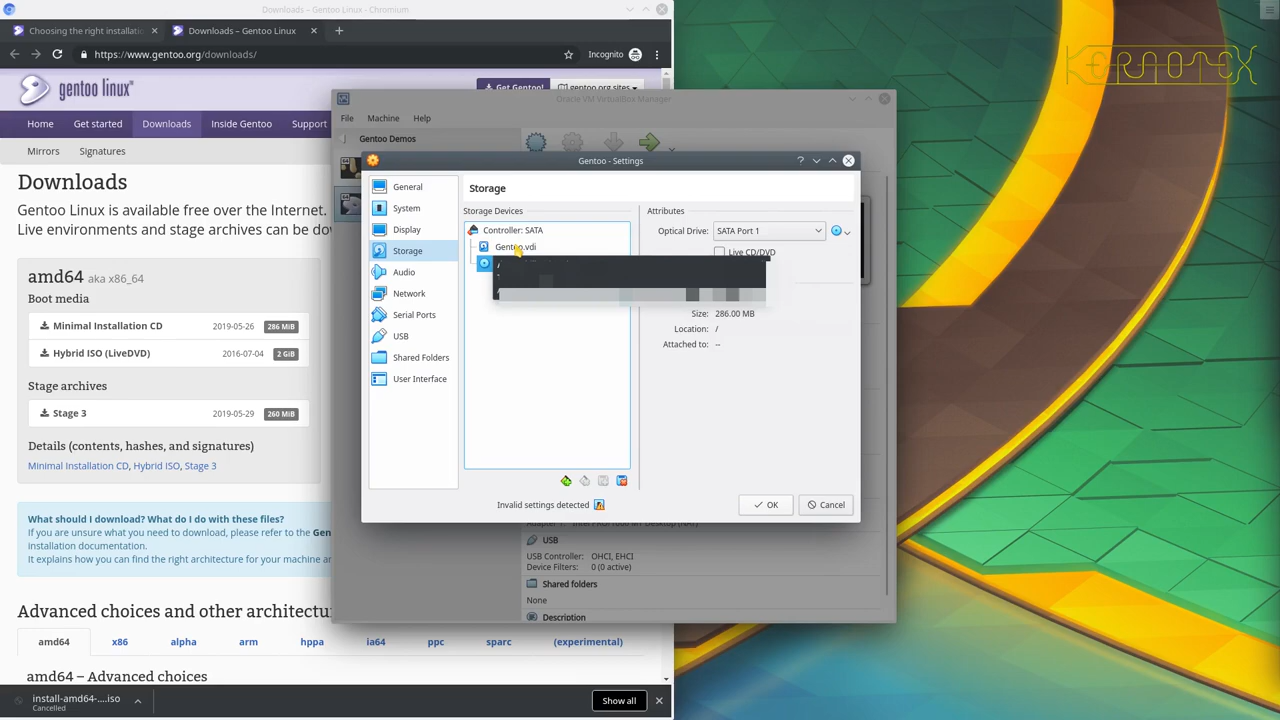 Downloads – Gentoo Linux - Chromium
Choosing the right installatio
Downloads – Gentoo Linux
https://www.gentoo.org/downloads/
Incognito
gentoo linux
Get Gentoo!
gentoo.org sites
Home
Get started
Downloads
Inside Gentoo
Support
Mirrors
Signatures
Downloads
Gentoo Linux is available free over the Internet.
Live environments and stage archives can be dov
amd64 aka x86_64
Boot media
Minimal Installation CD 2019-05-26 286 MiB
Hybrid ISO (LiveDVD) 2016-07-04 2 GiB
Stage archives
Stage 3 2019-05-29 260 MiB
Details (contents, hashes, and signatures)
Minimal Installation CD, Hybrid ISO, Stage 3
What should I download? What do I do with these files?
If you are unsure what you need to download, please refer to the Gen
installation documentation.
It explains how you can find the right architecture for your machine ar
Advanced choices and other architectu
amd64
x86
alpha
arm
hppa
ia64
ppc
sparc
(experimental)
amd64 – Advanced choices
install-amd64-....iso
Cancelled
Show all
Oracle VM VirtualBox Manager
File
Machine
Help
Gentoo Demos
Gentoo - Settings
General
System
Display
Storage
Audio
Network
Serial Ports
USB
Shared Folders
User Interface
Storage
Storage Devices
Controller: SATA
Gentoo.vdi
Attributes
Optical Drive: SATA Port 1
Live CD/DVD
Size: 286.00 MB
Location: /
Attached to: --
Invalid settings detected
OK
Cancel
USB
USB Controller: OHCI, EHCI
Device Filters: 0 (0 active)
Shared folders
None
Description